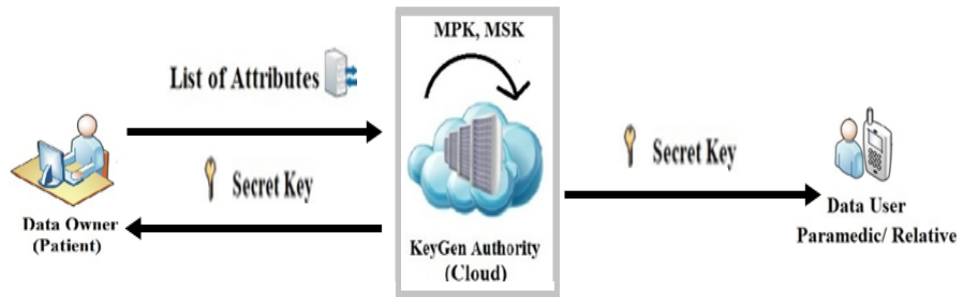 MPK, MSK
List of Attributes
Secret Key
Secret Key
Data Owner
(Patient)
KeyGen Authority
(Cloud)
Data User
Paramedic/ Relative